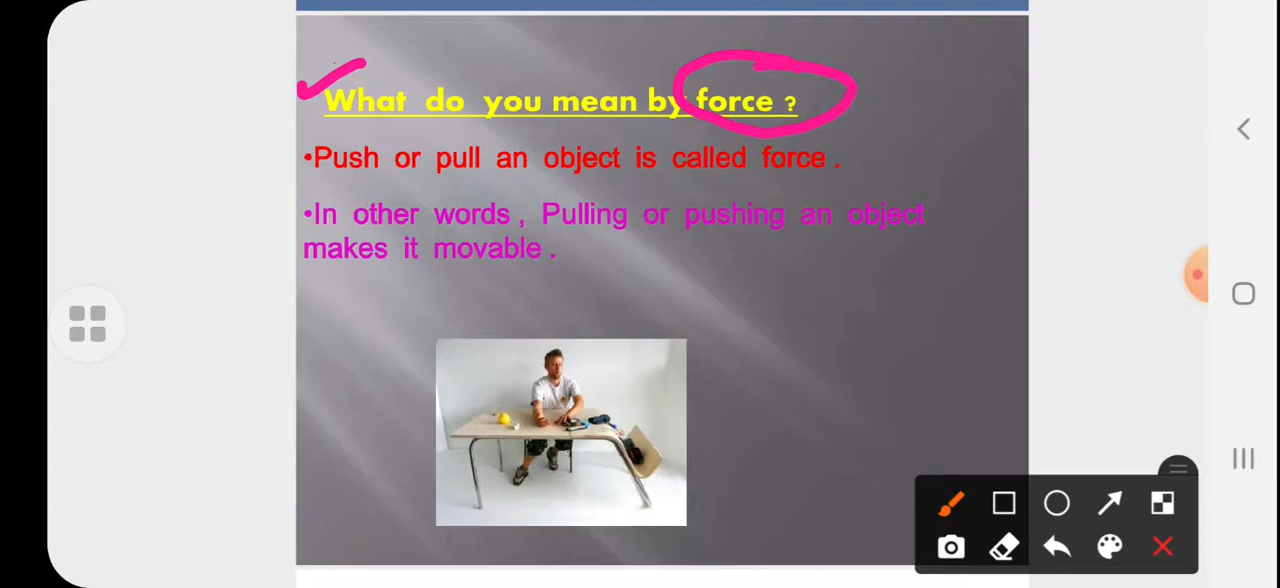 What do you mean by force ?
•Push or pull an object is called force .
•In other words , Pulling or pushing an object
makes it movable .